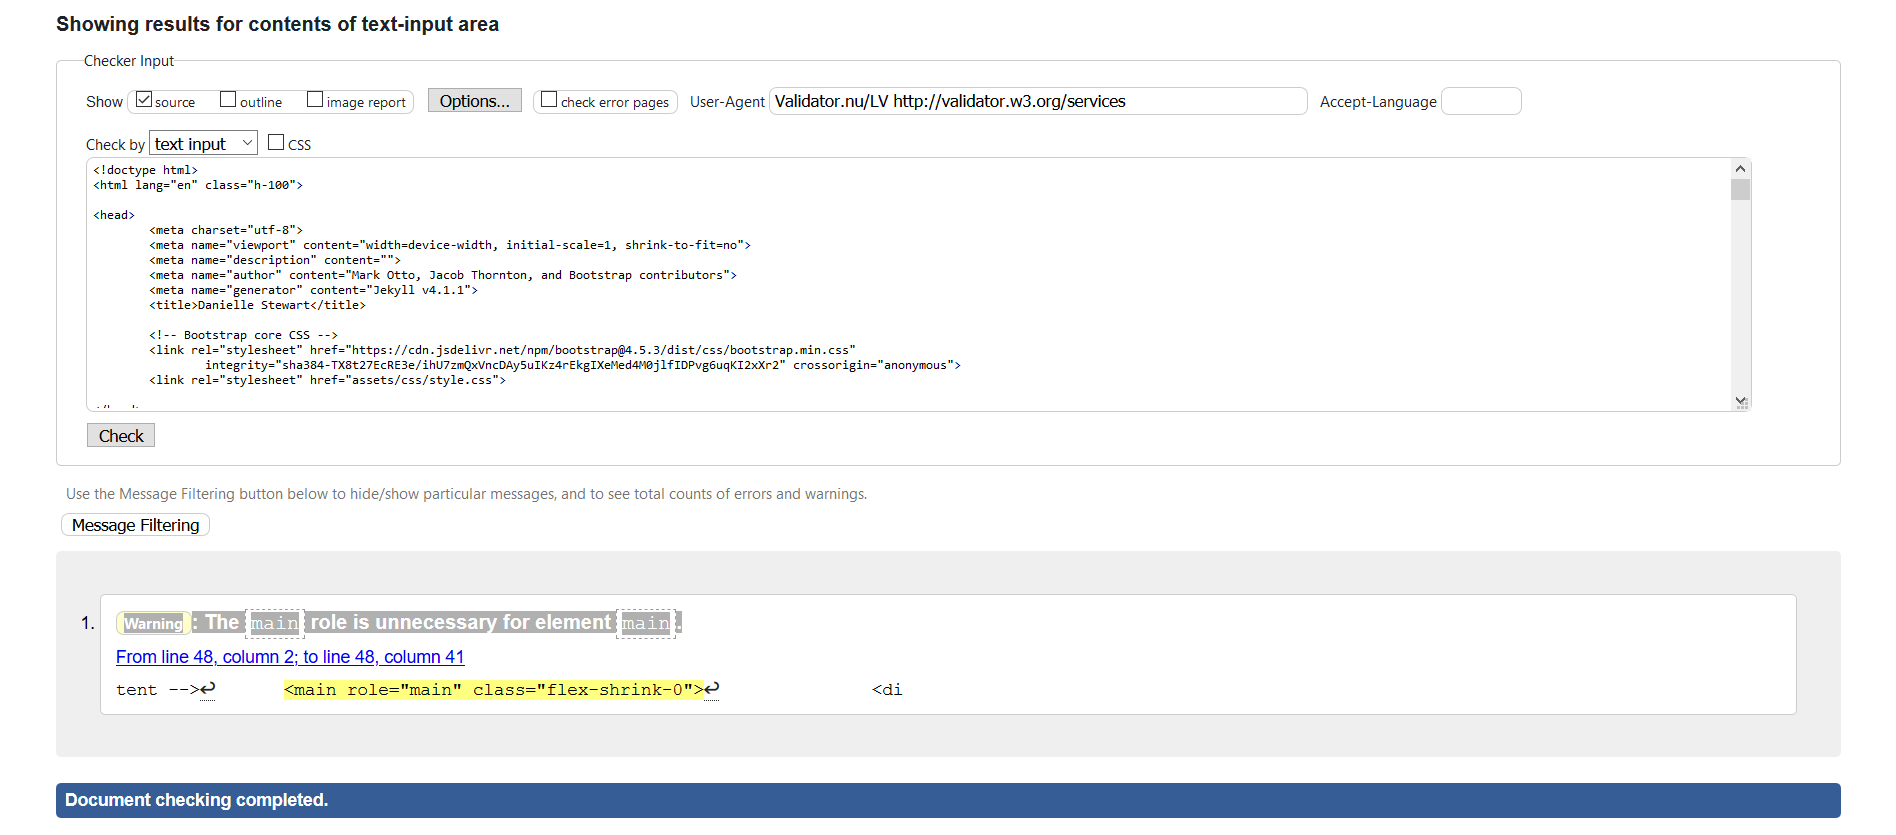 Showing results for contents of text-input area
Checker Input
Show source outline image report Options... check error pages User-Agent Validator.nu/LV http://validator.w3.org/services Accept-Language
Check by text input CSS
<!doctype html>
<html lang="en" class="h-100">
<head>
<meta charset="utf-8">
<meta name="viewport" content="width=device-width, initial-scale=1, shrink-to-fit=no">
<meta name="description" content="">
<meta name="author" content="Mark Otto, Jacob Thornton, and Bootstrap contributors">
<meta name="generator" content="Jekyll v4.1.1">
<title>Danielle Stewart</title>
<!-- Bootstrap core CSS -->
<link rel="stylesheet" href="https://cdn.jsdelivr.net/npm/bootstrap@4.5.3/dist/css/bootstrap.min.css"
integrity="sha384-TX8t27EcRE3e/ihU7zmQxVncDAy5uIKz4rEkgIXeMed4M0jlfIDPvg6uqKI2xXr2" crossorigin="anonymous">
<link rel="stylesheet" href="assets/css/style.css">
Check
Use the Message Filtering button below to hide/show particular messages, and to see total counts of errors and warnings.
Message Filtering
1. Warning: The main role is unnecessary for element main.
From line 48, column 2; to line 48, column 41
tent -->↩ <main role="main" class="flex-shrink-0">↩ <di
Document checking completed.